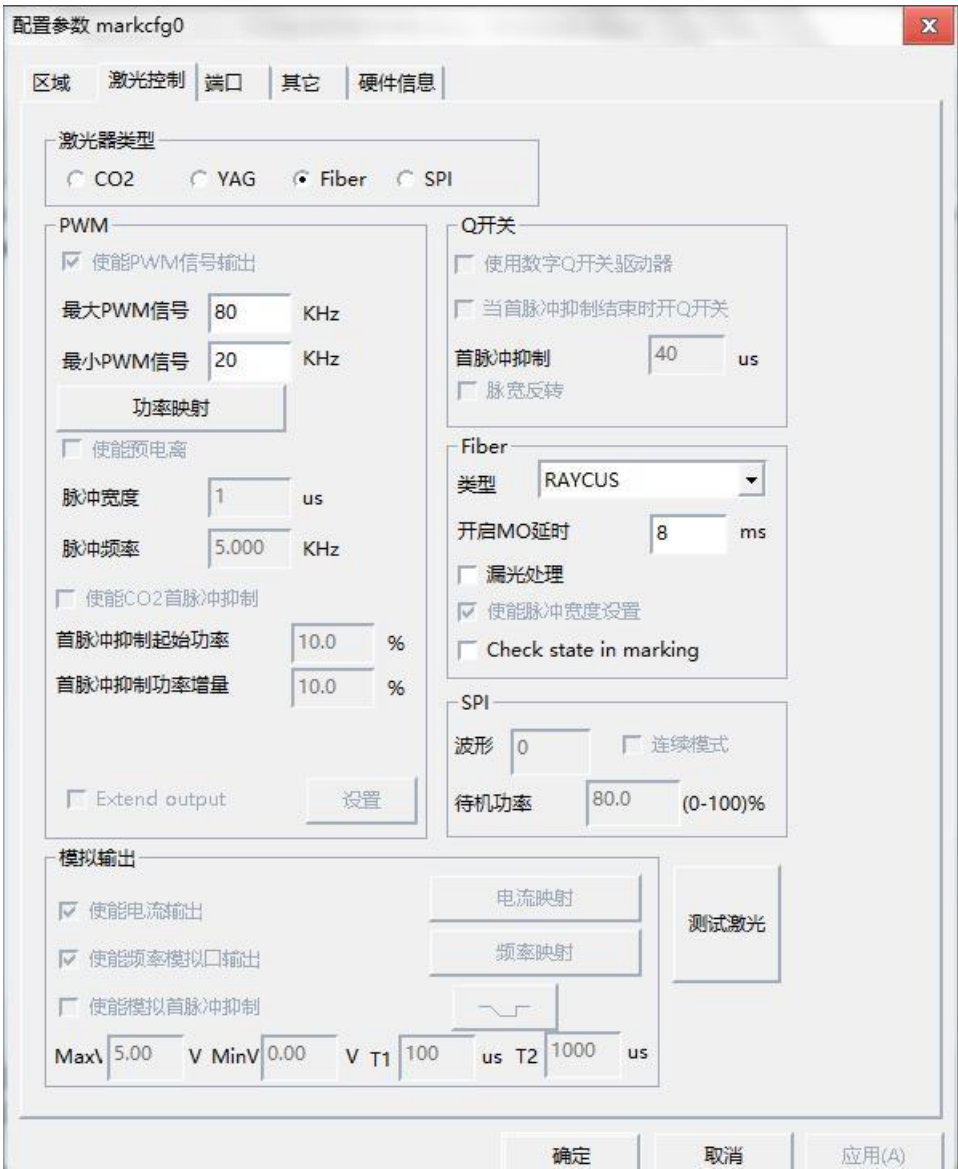 配置参数 markcfg0
区域 激光控制 端口 其它 硬件信息
激光器类型
CO2 YAG Fiber SPI
PWM
使能PWM信号输出
最大PWM信号 80 KHz
最小PWM信号 20 KHz
功率映射
使能预电离
脉冲宽度 1 us
脉冲频率 5.000 KHz
使能CO2首脉冲抑制
首脉冲抑制起始功率 10.0 %
首脉冲抑制功率增量 10.0 %
Extend output 设置
Q开关
使用数字Q开关驱动器
当首脉冲抑制结束时开Q开关
首脉冲抑制 40 us
脉宽反转
Fiber
类型 RAYCUS
开启MO延时 8 ms
漏光处理
使能脉冲宽度设置
Check state in marking
SPI
波形 0 连续模式
待机功率 80.0 (0-100)%
模拟输出
使能电流输出 电流映射
使能频率模拟口输出 频率映射
使能模拟首脉冲抑制
MaxV 5.00 V MinV 0.00 V T1 100 us T2 1000 us
测试激光
确定 取消 应用(A)